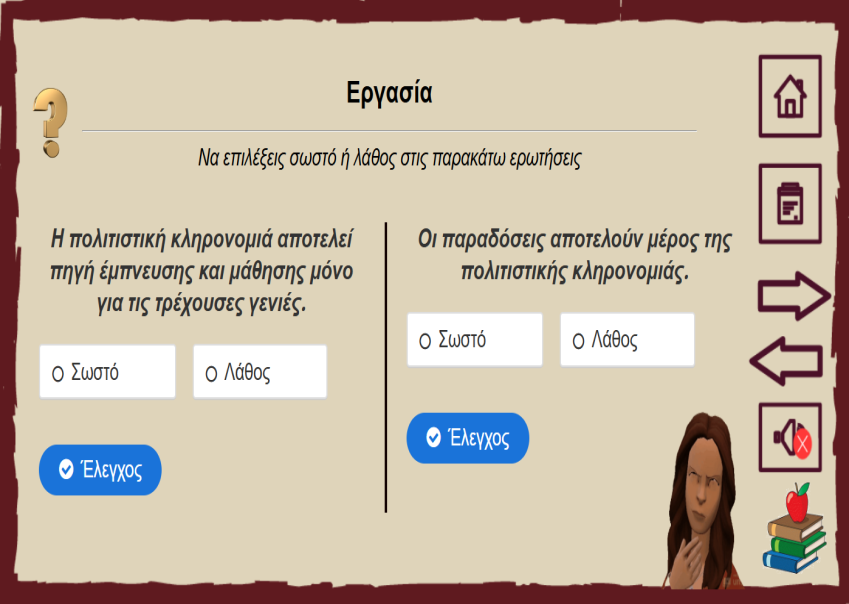 Εργασία
Να επιλέξεις σωστό ή λάθος στις παρακάτω ερωτήσεις
Η πολιτιστική κληρονομιά αποτελεί
πηγή έμπνευσης και μάθησης μόνο
για τις τρέχουσες γενιές.
Σωστό
Λάθος
Έλεγχος
Οι παραδόσεις αποτελούν μέρος της
πολιτιστικής κληρονομιάς.
Σωστό
Λάθος
Έλεγχος